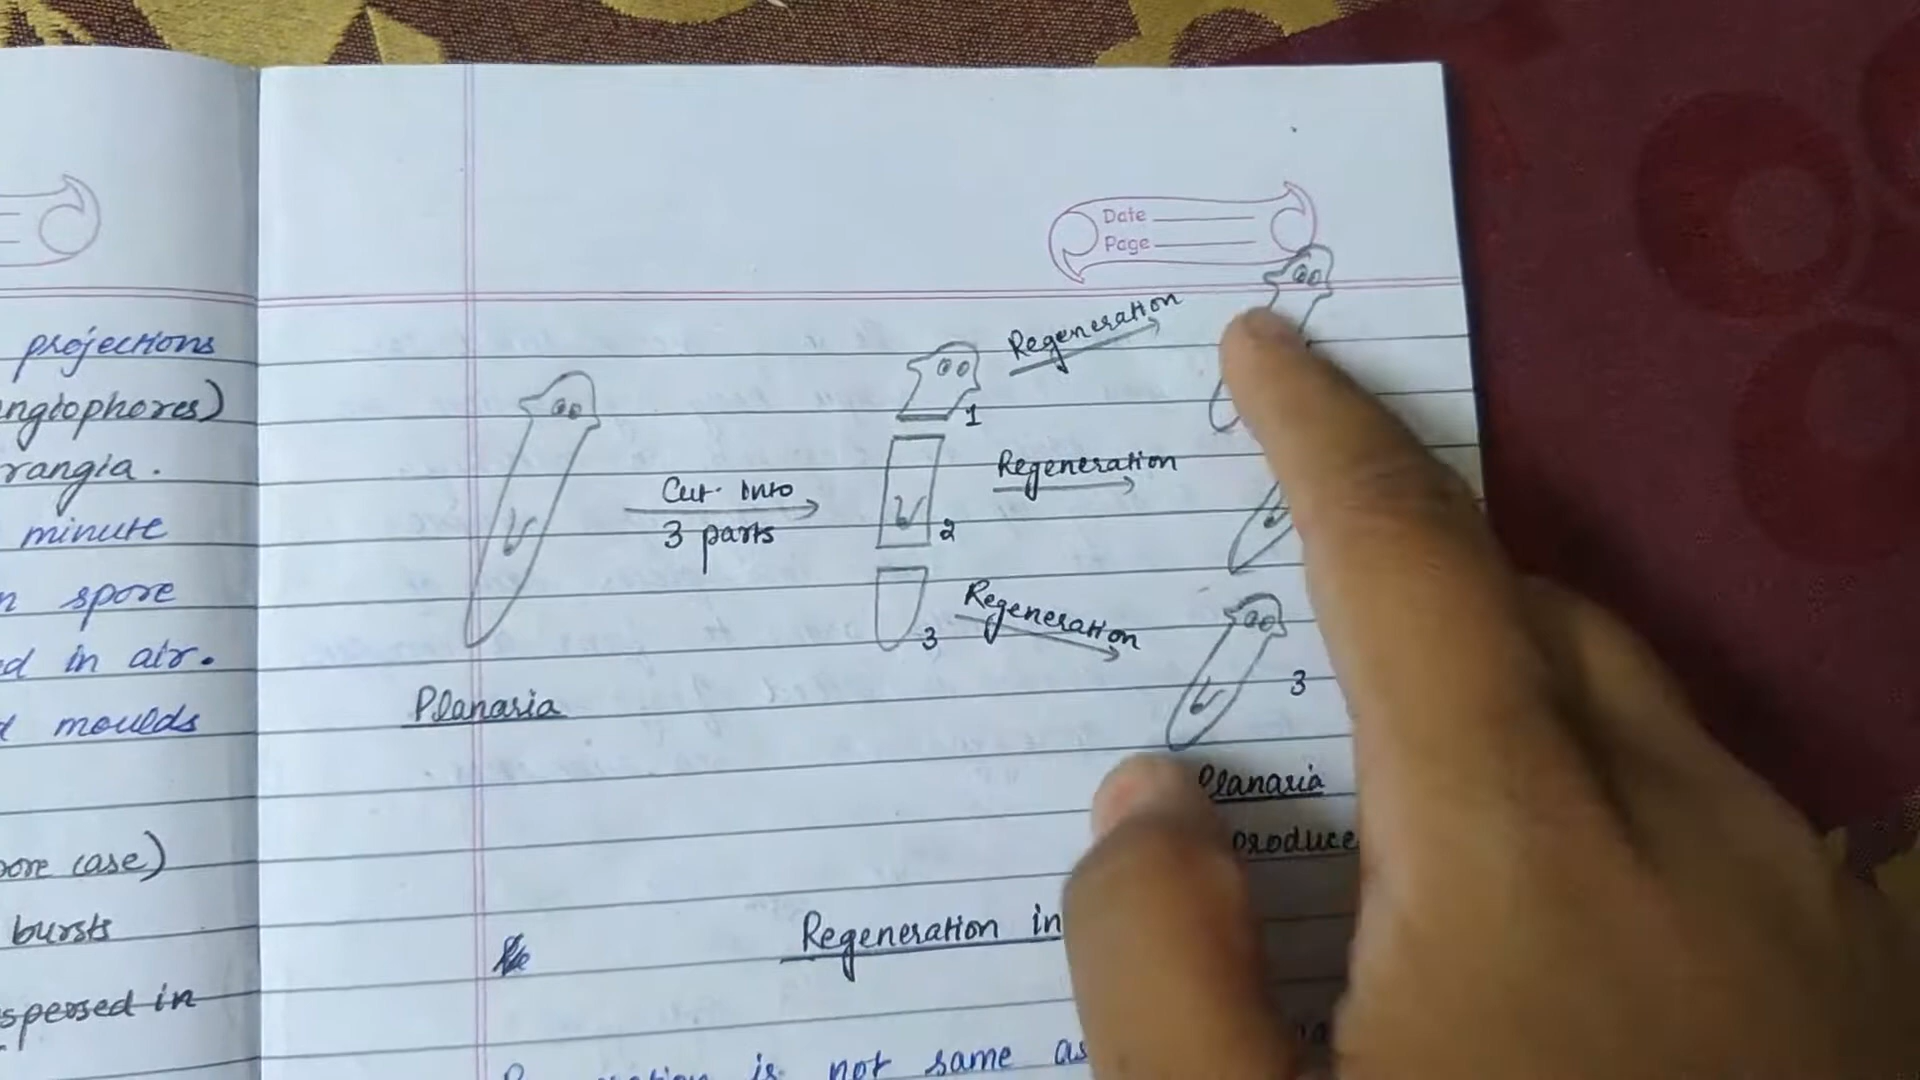 projections
ngiophores)
rangia.
minute
n spore
d in air.
moulds
ore case)
bursts
spersed in
Date
Page
Regeneration
1
Cut Into
3 parts
Regeneration
2
Regeneration
3
3
Planaria
Planaria
produce
Regeneration in
is not same as